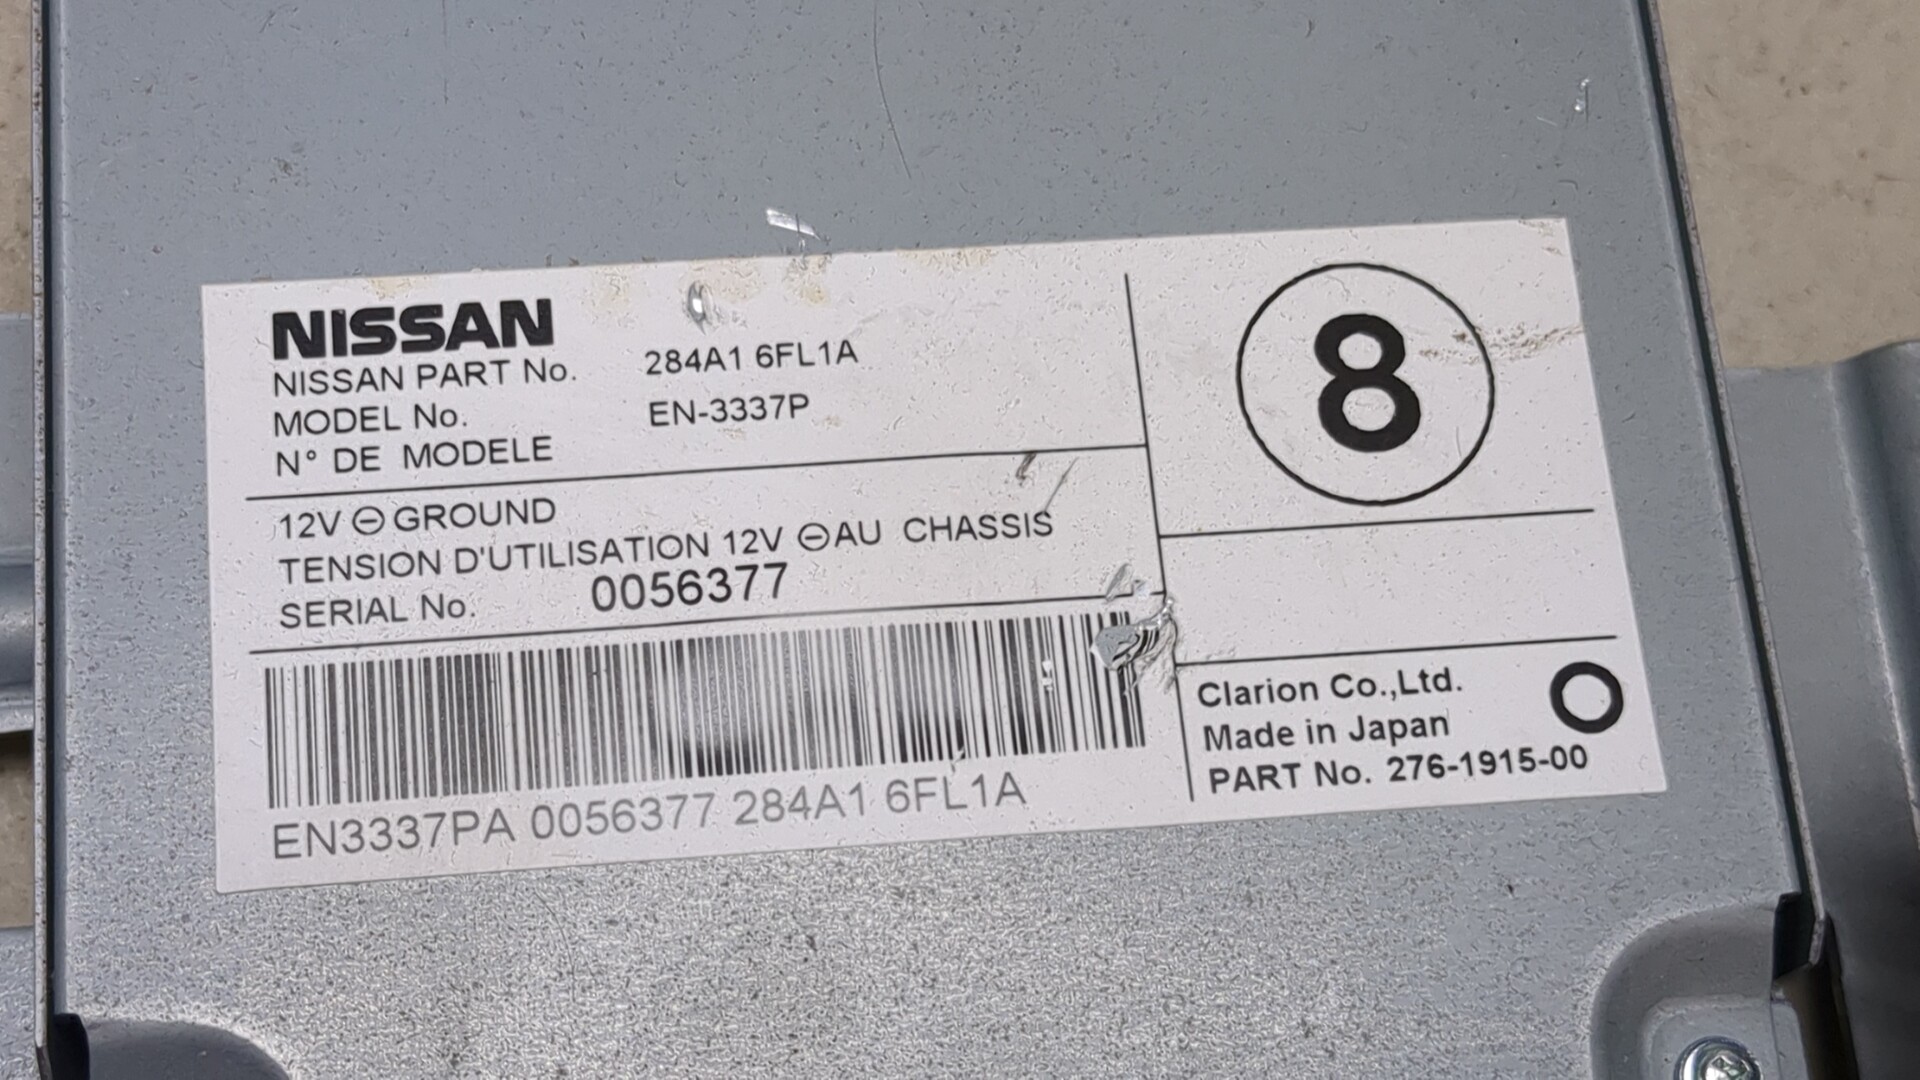 NISSAN
NISSAN PART No. 284A1 6FL1A
MODEL No. EN-3337P
N° DE MODELE
12V ⊖ GROUND
TENSION D'UTILISATION 12V ⊖ AU CHASSIS
SERIAL No. 0056377
EN3337PA 0056377 284A1 6FL1A
8
Clarion Co.,Ltd.
Made in Japan
PART No. 276-1915-00